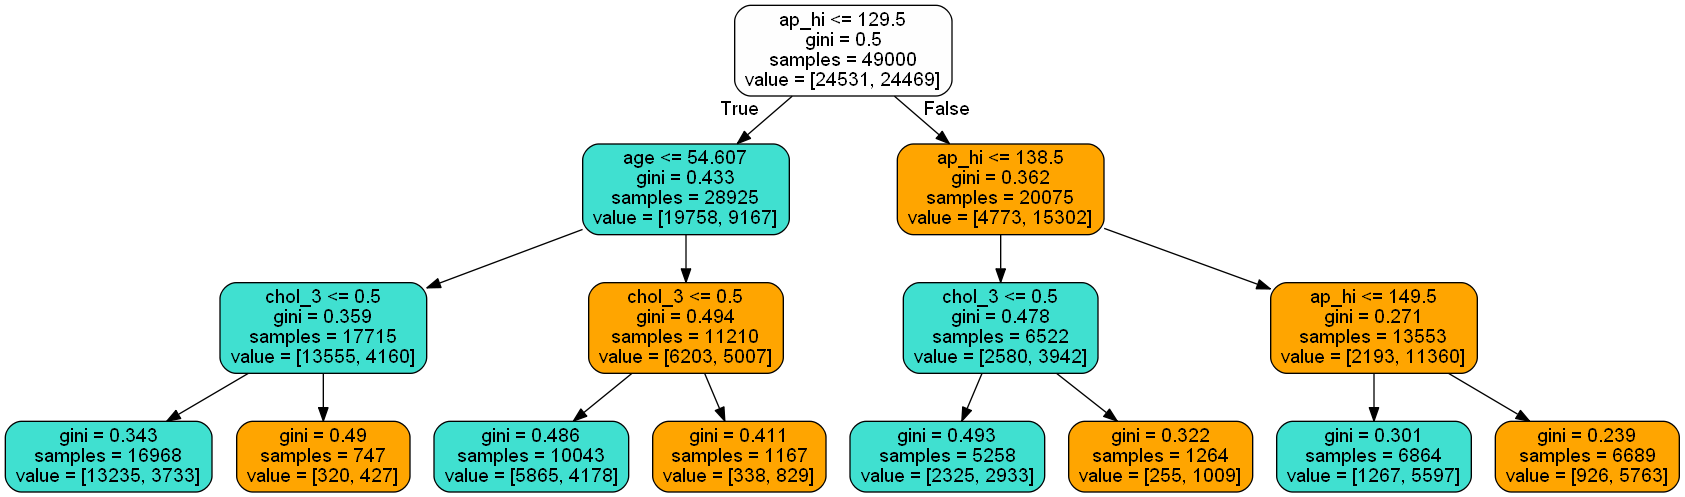 ap_hi <= 129.5
gini = 0.5
samples = 49000
value = [24531, 24469]
True
False
age <= 54.607
gini = 0.433
samples = 28925
value = [19758, 9167]
ap_hi <= 138.5
gini = 0.362
samples = 20075
value = [4773, 15302]
chol_3 <= 0.5
gini = 0.359
samples = 17715
value = [13555, 4160]
chol_3 <= 0.5
gini = 0.494
samples = 11210
value = [6203, 5007]
chol_3 <= 0.5
gini = 0.478
samples = 6522
value = [2580, 3942]
ap_hi <= 149.5
gini = 0.271
samples = 13553
value = [2193, 11360]
gini = 0.343
samples = 16968
value = [13235, 3733]
gini = 0.49
samples = 747
value = [320, 427]
gini = 0.486
samples = 10043
value = [5865, 4178]
gini = 0.411
samples = 1167
value = [338, 829]
gini = 0.493
samples = 5258
value = [2325, 2933]
gini = 0.322
samples = 1264
value = [255, 1009]
gini = 0.301
samples = 6864
value = [1267, 5597]
gini = 0.239
samples = 6689
value = [926, 5763]